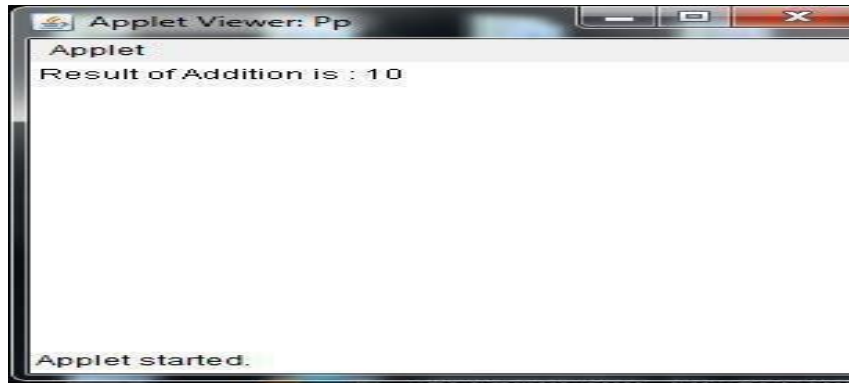 Applet Viewer: Pp
Applet
Result of Addition is : 10
Applet started.